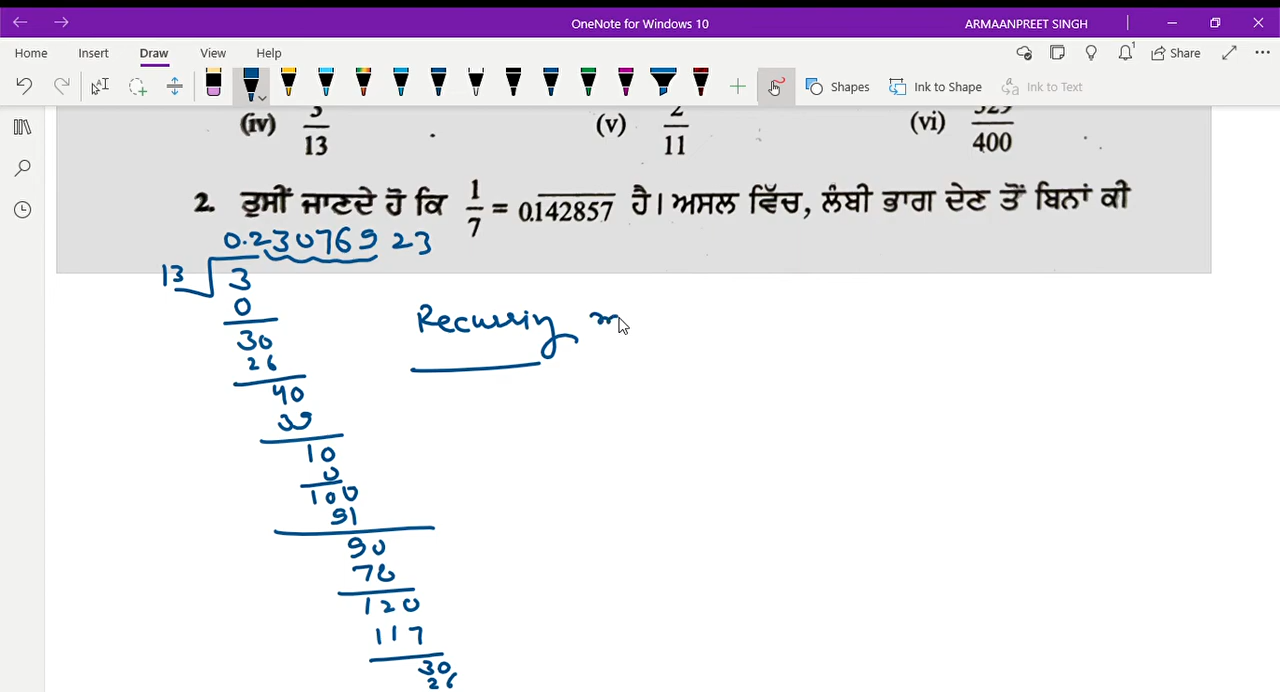 OneNote for Windows 10
ARMAANPREET SINGH
Home Insert Draw View Help
1 Share
Shapes Ink to Shape Ink to Text
(iv) 3/13 (v) 2/11 (vi) 329/400
2. ਤੁਸੀਂ ਜਾਣਦੇ ਹੋ ਕਿ 1/7 = 0.142857 ਹੈ। ਅਸਲ ਵਿੱਚ, ਲੰਬੀ ਭਾਗ ਦੇਣ ਤੋਂ ਬਿਨਾਂ ਕੀ
0.230769 23
13 3
0
30
26
40
39
10
0
100
91
90
78
120
117
30
26
Recurring